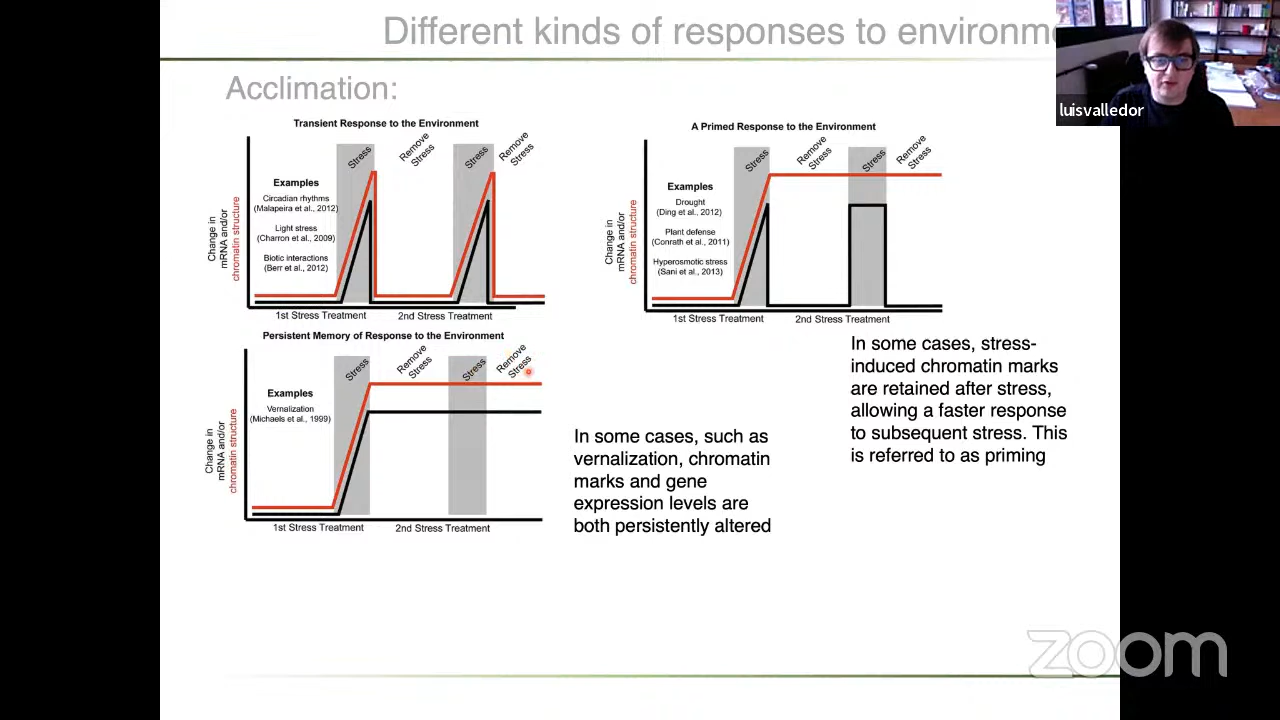 Different kinds of responses to environme
luisvalledor
Acclimation:
Transient Response to the Environment
Stress
Remove
Stress
Stress
Remove
Stress
Examples
Circadian rhythms
(Malapeira et al., 2012)
Light stress
(Charron et al., 2009)
Biotic interactions
(Berr et al., 2012)
Change in
mRNA and/or
chromatin structure
1st Stress Treatment
2nd Stress Treatment
A Primed Response to the Environment
Stress
Remove
Stress
Stress
Remove
Stress
Examples
Drought
(Ding et al., 2012)
Plant defense
(Conrath et al., 2011)
Hyperosmotic stress
(Sani et al., 2013)
Change in
mRNA and/or
chromatin structure
1st Stress Treatment
2nd Stress Treatment
Persistent Memory of Response to the Environment
Stress
Remove
Stress
Stress
Remove
Stress
Examples
Vernalization
(Michaels et al., 1999)
Change in
mRNA and/or
chromatin structure
1st Stress Treatment
2nd Stress Treatment
In some cases, such as
vernalization, chromatin
marks and gene
expression levels are
both persistently altered
In some cases, stress-
induced chromatin marks
are retained after stress,
allowing a faster response
to subsequent stress. This
is referred to as priming
zoom